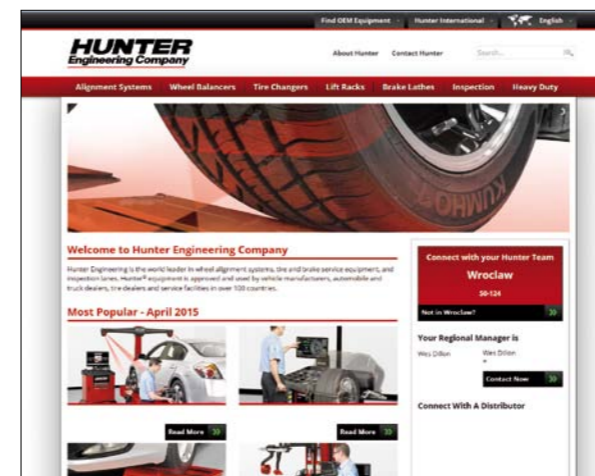 Find OEM Equipment
Hunter International
English
HUNTER
Engineering Company
About Hunter
Contact Hunter
Search...
Alignment Systems
Wheel Balancers
Tire Changers
Lift Racks
Brake Lathes
Inspection
Heavy Duty
KUMHO
Welcome to Hunter Engineering Company
Hunter Engineering is the world leader in wheel alignment systems, tire and brake service equipment, and
inspection lanes. Hunter® equipment is approved and used by vehicle manufacturers, automobile and
truck dealers, tire dealers and service facilities in over 100 countries.
Most Popular - April 2015
Read More
Read More
Connect with your Hunter Team
Wroclaw
50-124
Not in Wroclaw?
Your Regional Manager is
Wes Dillon
Wes Dillon
Contact Now
Connect With A Distributor